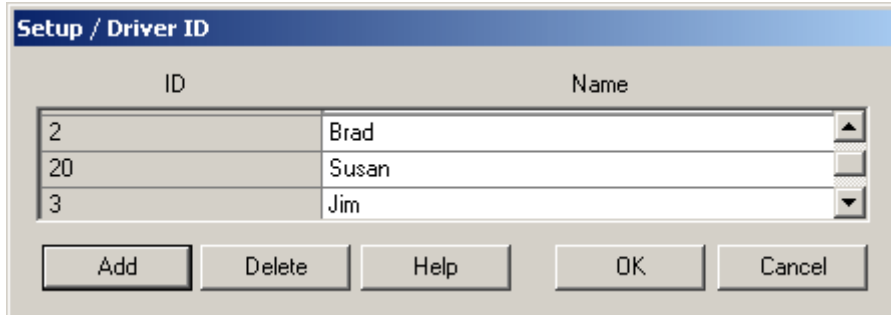 Setup / Driver ID
ID Name
2 Brad
20 Susan
3 Jim
Add Delete Help OK Cancel